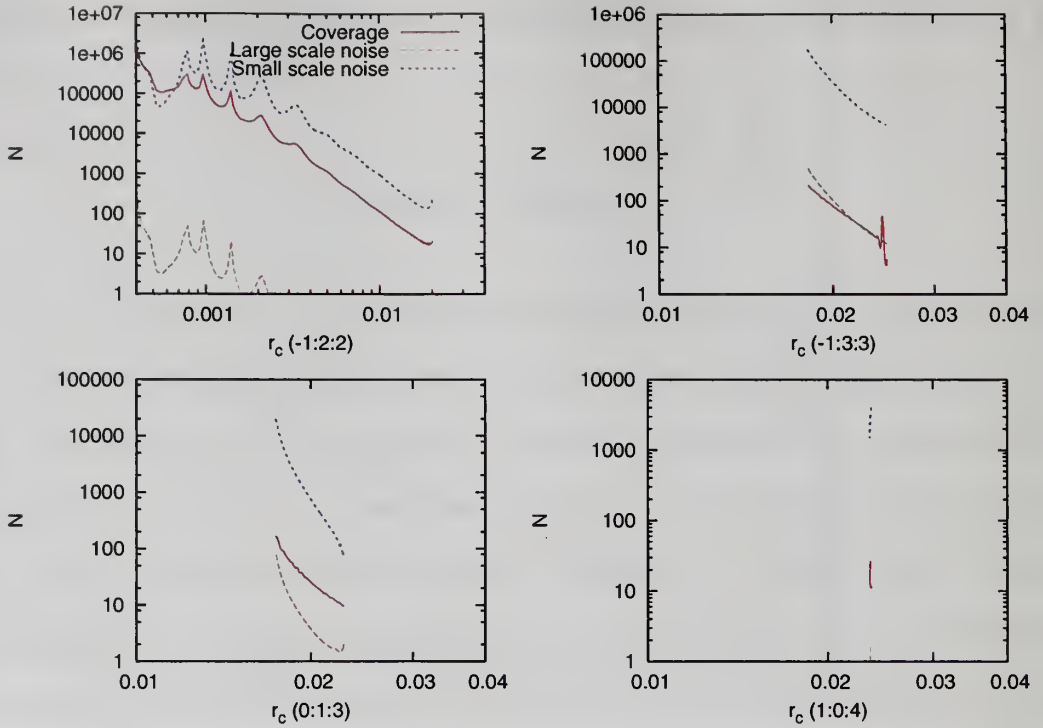 1e+07
1e+06
100000
10000
1000
100
10
1
N
Coverage
Large scale noise
Small scale noise
0.001
0.01
r_c (-1:2:2)
1e+06
100000
10000
1000
100
10
1
N
0.01
0.02
0.03
0.04
r_c (-1:3:3)
100000
10000
1000
100
10
1
N
0.01
0.02
0.03
0.04
r_c (0:1:3)
10000
1000
100
10
1
N
0.01
0.02
0.03
0.04
r_c (1:0:4)